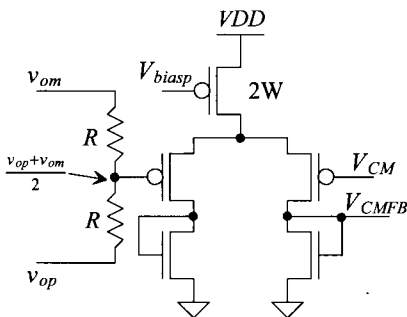 VDD
V_biasp
2W
v_om
R
v_op+v_om
2
V_CM
V_CMFB
R
v_op